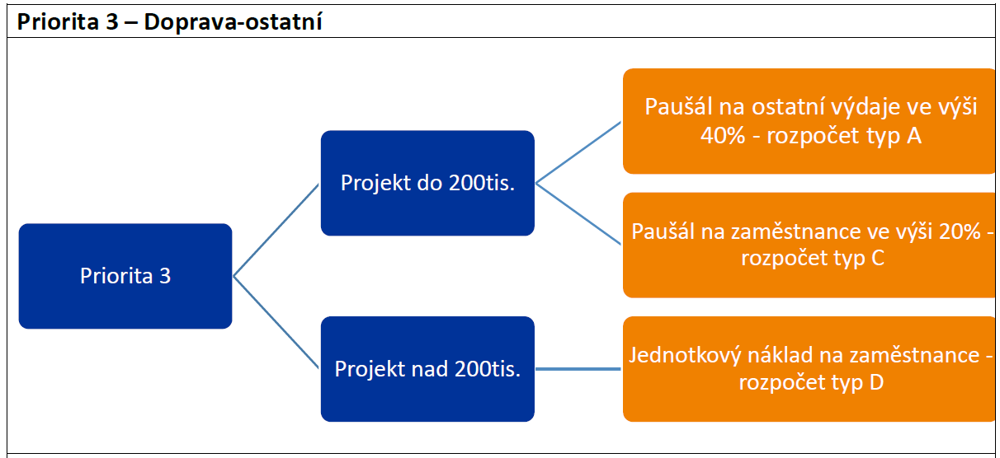 Priorita 3 – Doprava-ostatní
Paušál na ostatní výdaje ve výši
40% - rozpočet typ A
Projekt do 200tis.
Paušál na zaměstnance ve výši 20% -
rozpočet typ C
Priorita 3
Projekt nad 200tis.
Jednotkový náklad na zaměstnance -
rozpočet typ D